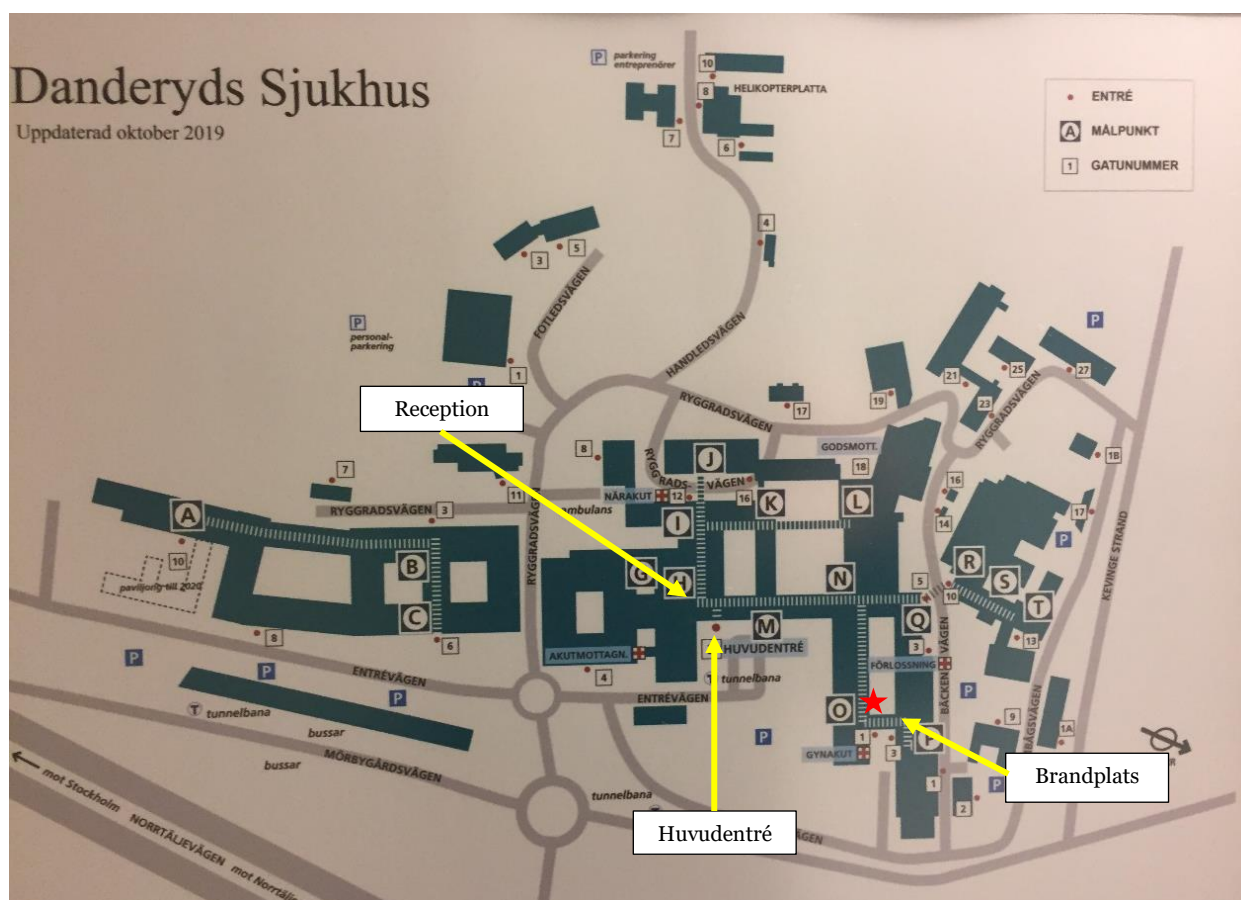 Danderyds Sjukhus
Uppdaterad oktober 2019
ENTRÉ
A MÅLPUNKT
1 GATUNUMMER
P parkering
entreprenörer
10
HELIKOPTERPLATTA
8
7
6
4
3
5
FOTLEDSVÄGEN
HANDLEDSVÄGEN
P
personal-
parkering
1
P
P
Reception
RYGGRADSVÄGEN
17
19
21
25
27
23
RYGGRADSVÄGEN
GODSMOTT.
18
1B
7
11
8
J
RYGGRADS-
VÄGEN
NÄRAKUT
12
16
K
L
16
14
17
P
A
RYGGRADSVÄGEN
3
ambulans
I
RYGGRADSVÄGEN
KEVINGE STRAND
10
paviljong till 2020
B
C
G
H
N
M
5
10
R
S
T
Q
13
8
6
P
P
P
AKUTMOTTAGN.
4
HUVUDENTRÉ
3
FÖRLOSSNING
BÄCKENVÄGEN
P
ENTRÉVÄGEN
T tunnelbana
ENTRÉVÄGEN
T tunnelbana
bussar
bussar
MÖRBYGÅRDSVÄGEN
O
P
1
3
GYNAKUT
P
9
1A
1
2
P
Brandplats
tunnelbana
Huvudentré
mot Stockholm
NORRTÄLJEVÄGEN
mot Norrtälje